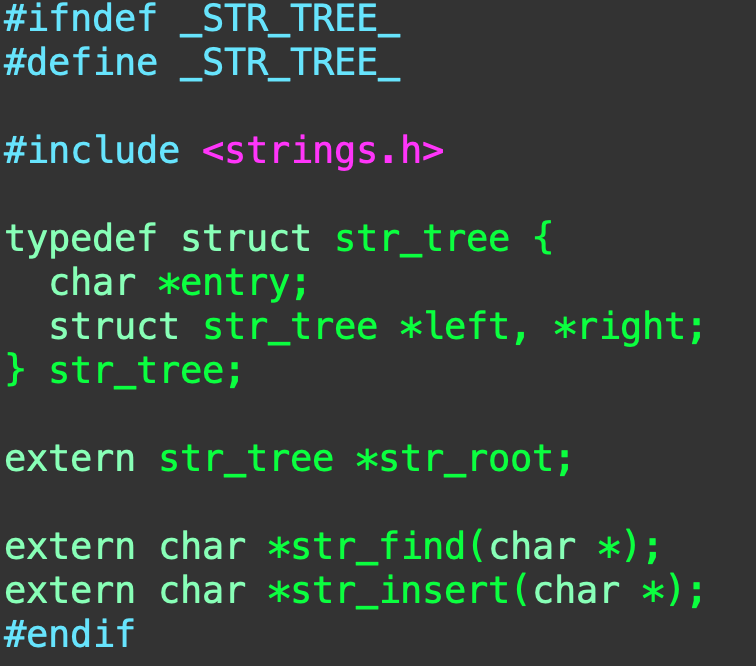 #ifndef _STR_TREE_
#define _STR_TREE_

#include <strings.h>

typedef struct str_tree {
  char *entry;
  struct str_tree *left, *right;
} str_tree;

extern str_tree *str_root;

extern char *str_find(char *);
extern char *str_insert(char *);
#endif